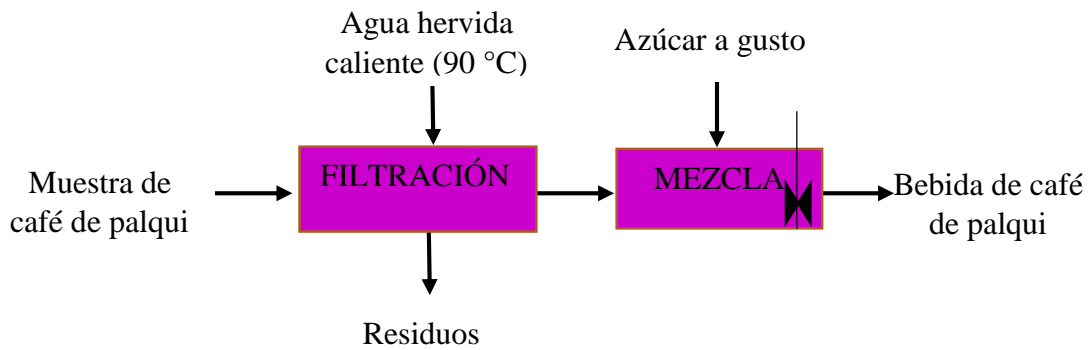 Agua hervida
caliente (90 °C)
Azúcar a gusto
Muestra de
café de palqui
FILTRACIÓN
MEZCLA
Bebida de café
de palqui
Residuos